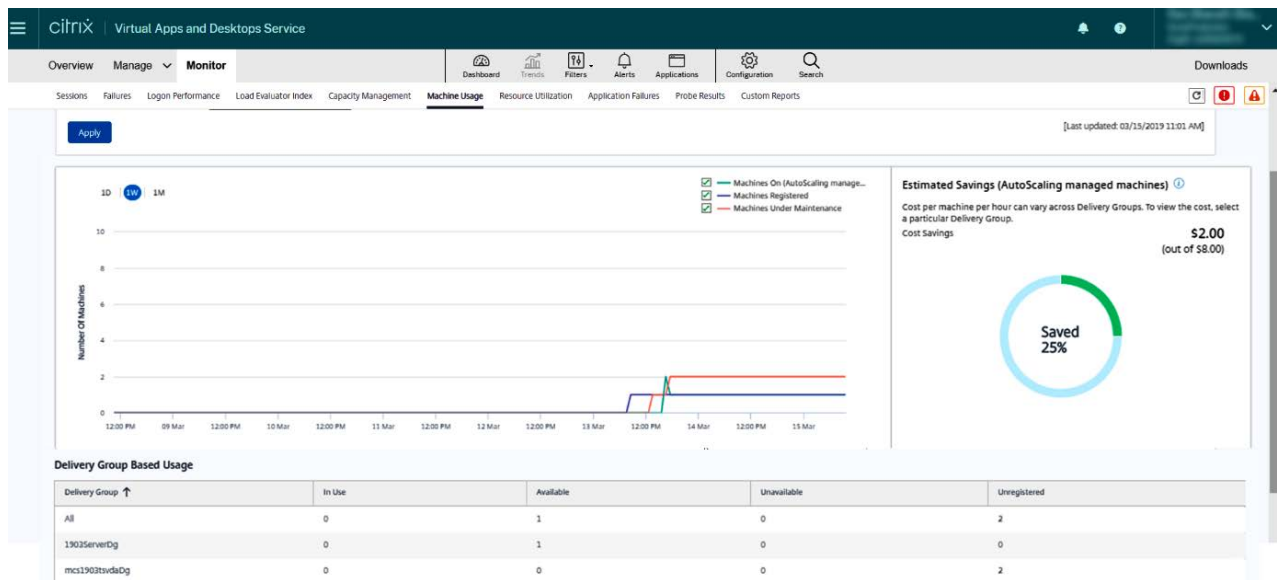 citrix | Virtual Apps and Desktops Service
Overview Manage Monitor Dashboard Trends Filters Alerts Applications Configuration Search Downloads
Sessions Failures Logon Performance Load Evaluator Index Capacity Management Machine Usage Resource Utilization Application Failures Probe Results Custom Reports
Apply
[Last updated: 03/15/2019 11:01 AM]
1D 1W 1M
Machines On (AutoScaling manage...
Machines Registered
Machines Under Maintenance
Number Of Machines
10
8
6
4
2
0
12:00 PM 09 Mar 12:00 PM 10 Mar 12:00 PM 11 Mar 12:00 PM 12 Mar 12:00 PM 13 Mar 12:00 PM 14 Mar 12:00 PM 15 Mar
Estimated Savings (AutoScaling managed machines)
Cost per machine per hour can vary across Delivery Groups. To view the cost, select
a particular Delivery Group.
Cost Savings $2.00
(out of $8.00)
Saved
25%
Delivery Group Based Usage
Delivery Group In Use Available Unavailable Unregistered
All 0 1 0 2
1903ServerDg 0 1 0 0
mcs1903tsvdaDg 0 0 0 2